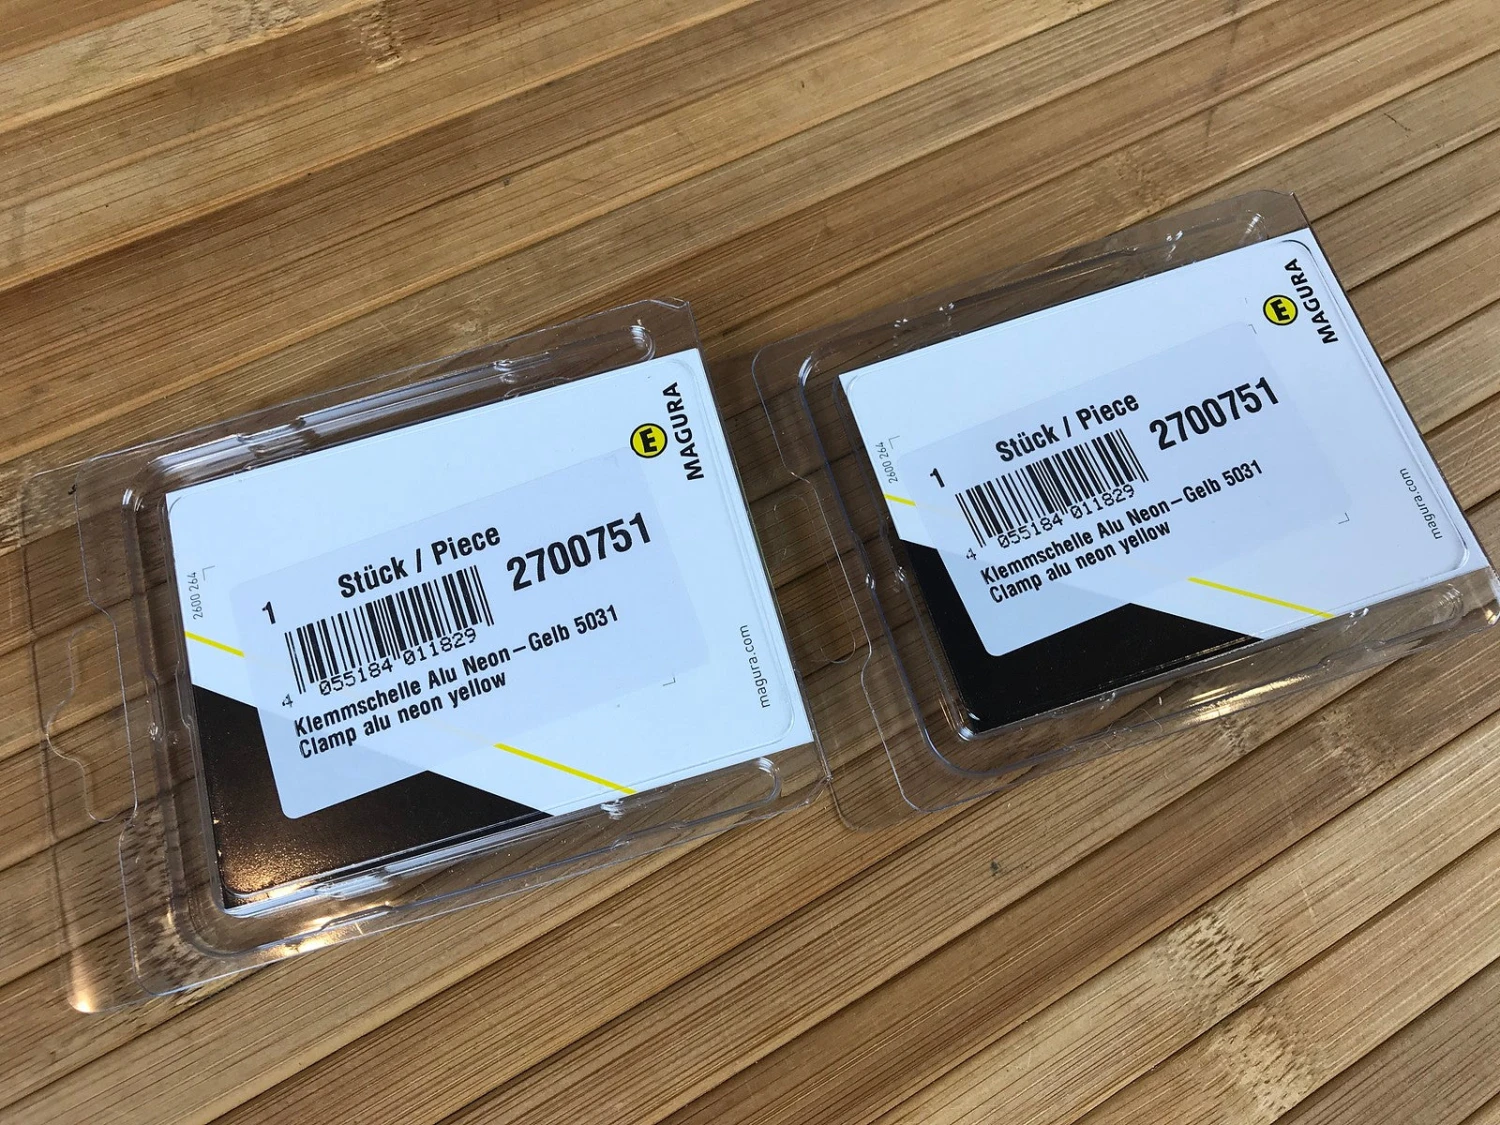 E MAGURA
2600 264
1 Stück / Piece
2700751
4 055184 011829
Klemmschelle Alu Neon-Gelb 5031
Clamp alu neon yellow
magura.com
E MAGURA
2600 264
1 Stück / Piece
2700751
4 055184 011829
Klemmschelle Alu Neon-Gelb 5031
Clamp alu neon yellow
magura.com